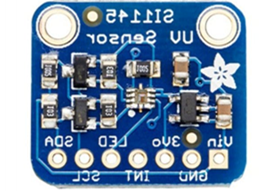 SI1145
UV Sensor
Vin 3Vo LED SDA
GND INT SCL